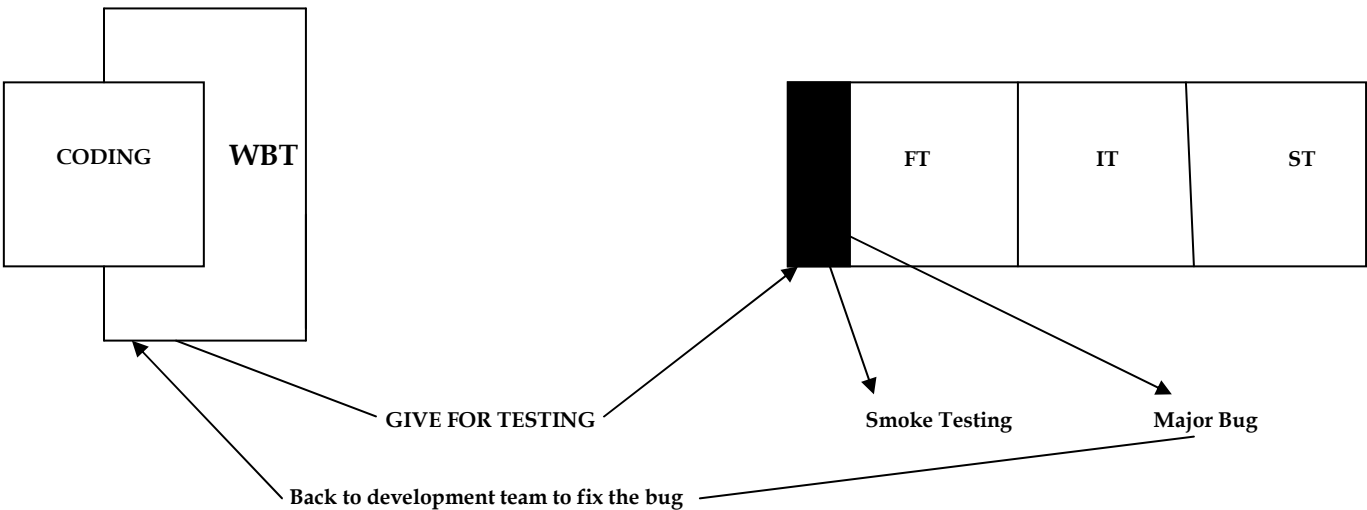 CODING
WBT
FT
IT
ST
GIVE FOR TESTING
Smoke Testing
Major Bug
Back to development team to fix the bug